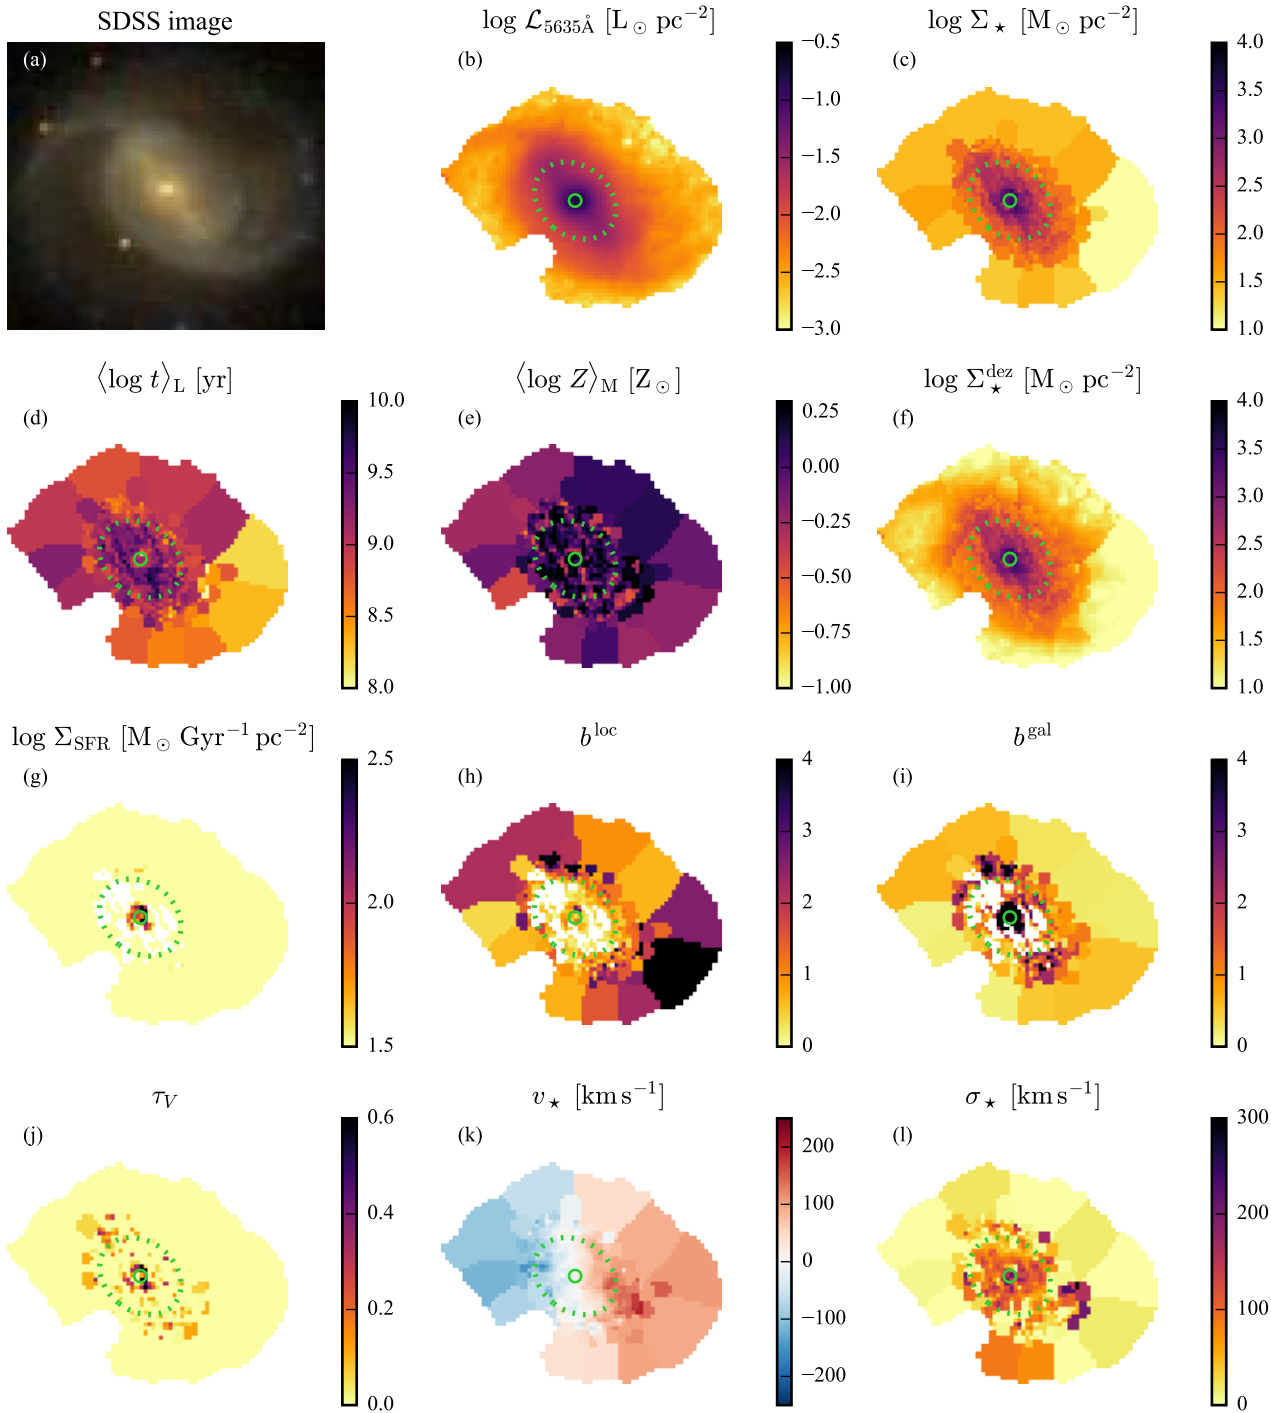 SDSS image
log ℒ₅₆₃₅Å [L⊙ pc⁻²]
log Σ⋆ [M⊙ pc⁻²]
(a)
(b)
−0.5
−1.0
−1.5
−2.0
−2.5
−3.0
(c)
4.0
3.5
3.0
2.5
2.0
1.5
1.0
⟨log t⟩L [yr]
⟨log Z⟩M [Z⊙]
log Σ⋆ᵈᵉᶻ [M⊙ pc⁻²]
(d)
10.0
9.5
9.0
8.5
8.0
(e)
0.25
0.00
−0.25
−0.50
−0.75
−1.00
(f)
4.0
3.5
3.0
2.5
2.0
1.5
1.0
log ΣSFR [M⊙ Gyr⁻¹ pc⁻²]
b loc
b gal
(g)
2.5
2.0
1.5
(h)
4
3
2
1
0
(i)
4
3
2
1
0
τV
v⋆ [km s⁻¹]
σ⋆ [km s⁻¹]
(j)
0.6
0.4
0.2
0.0
(k)
200
100
0
−100
−200
(l)
300
200
100
0